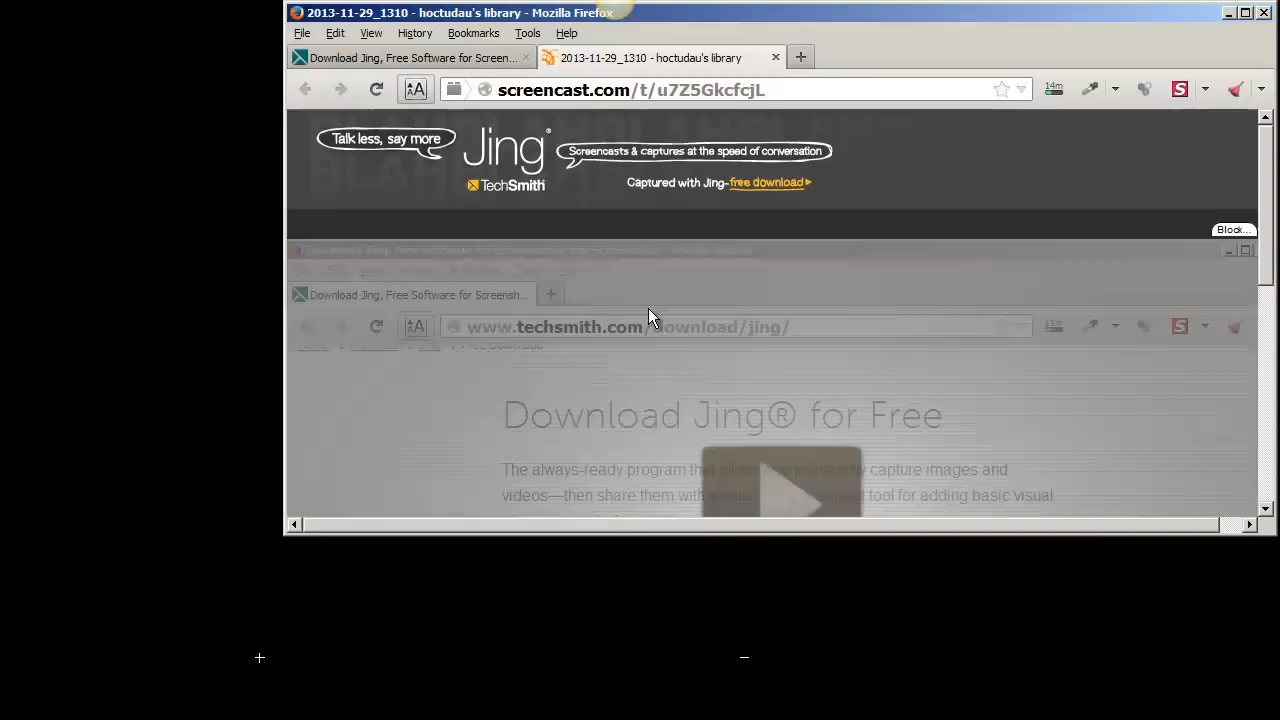 2013-11-29_1310 - hoctudau's library - Mozilla Firefox
File Edit View History Bookmarks Tools Help
Download Jing, Free Software for Screen... 2013-11-29_1310 - hoctudau's library
screencast.com/t/u7Z5GkcfcjL 14m S
Talk less, say more
Jing®
Screencasts & captures at the speed of conversation
TechSmith
Captured with Jing-free download
Block...
Download Jing, Free Software for Screensh...
www.techsmith.com/download/jing/ S
Download Jing® for Free
The always-ready program that instantly capture images and
videos—then share them with tool for adding basic visual